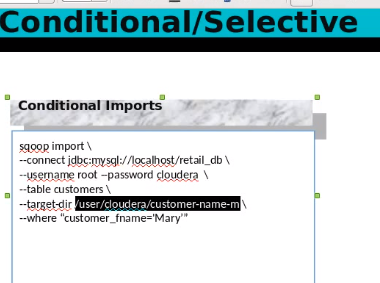 Conditional/Selective
Conditional Imports
sqoop import \
--connect jdbc:mysql://localhost/retail_db \
--username root --password cloudera \
--table customers \
--target-dir /user/cloudera/customer-name-m \
--where “customer_fname='Mary'”